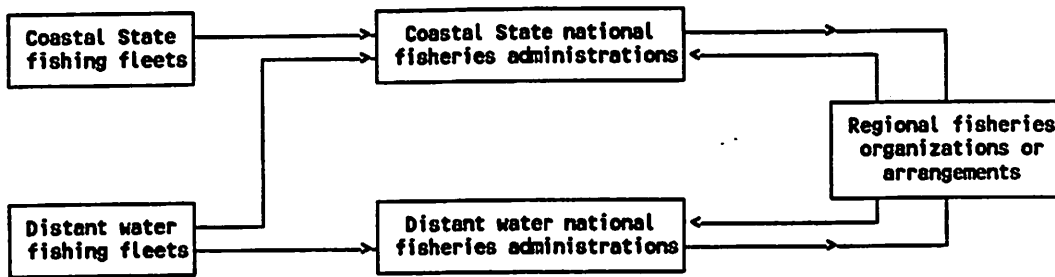 Coastal State
fishing fleets
Coastal State national
fisheries administrations
Regional fisheries
organizations or
arrangements
Distant water
fishing fleets
Distant water national
fisheries administrations